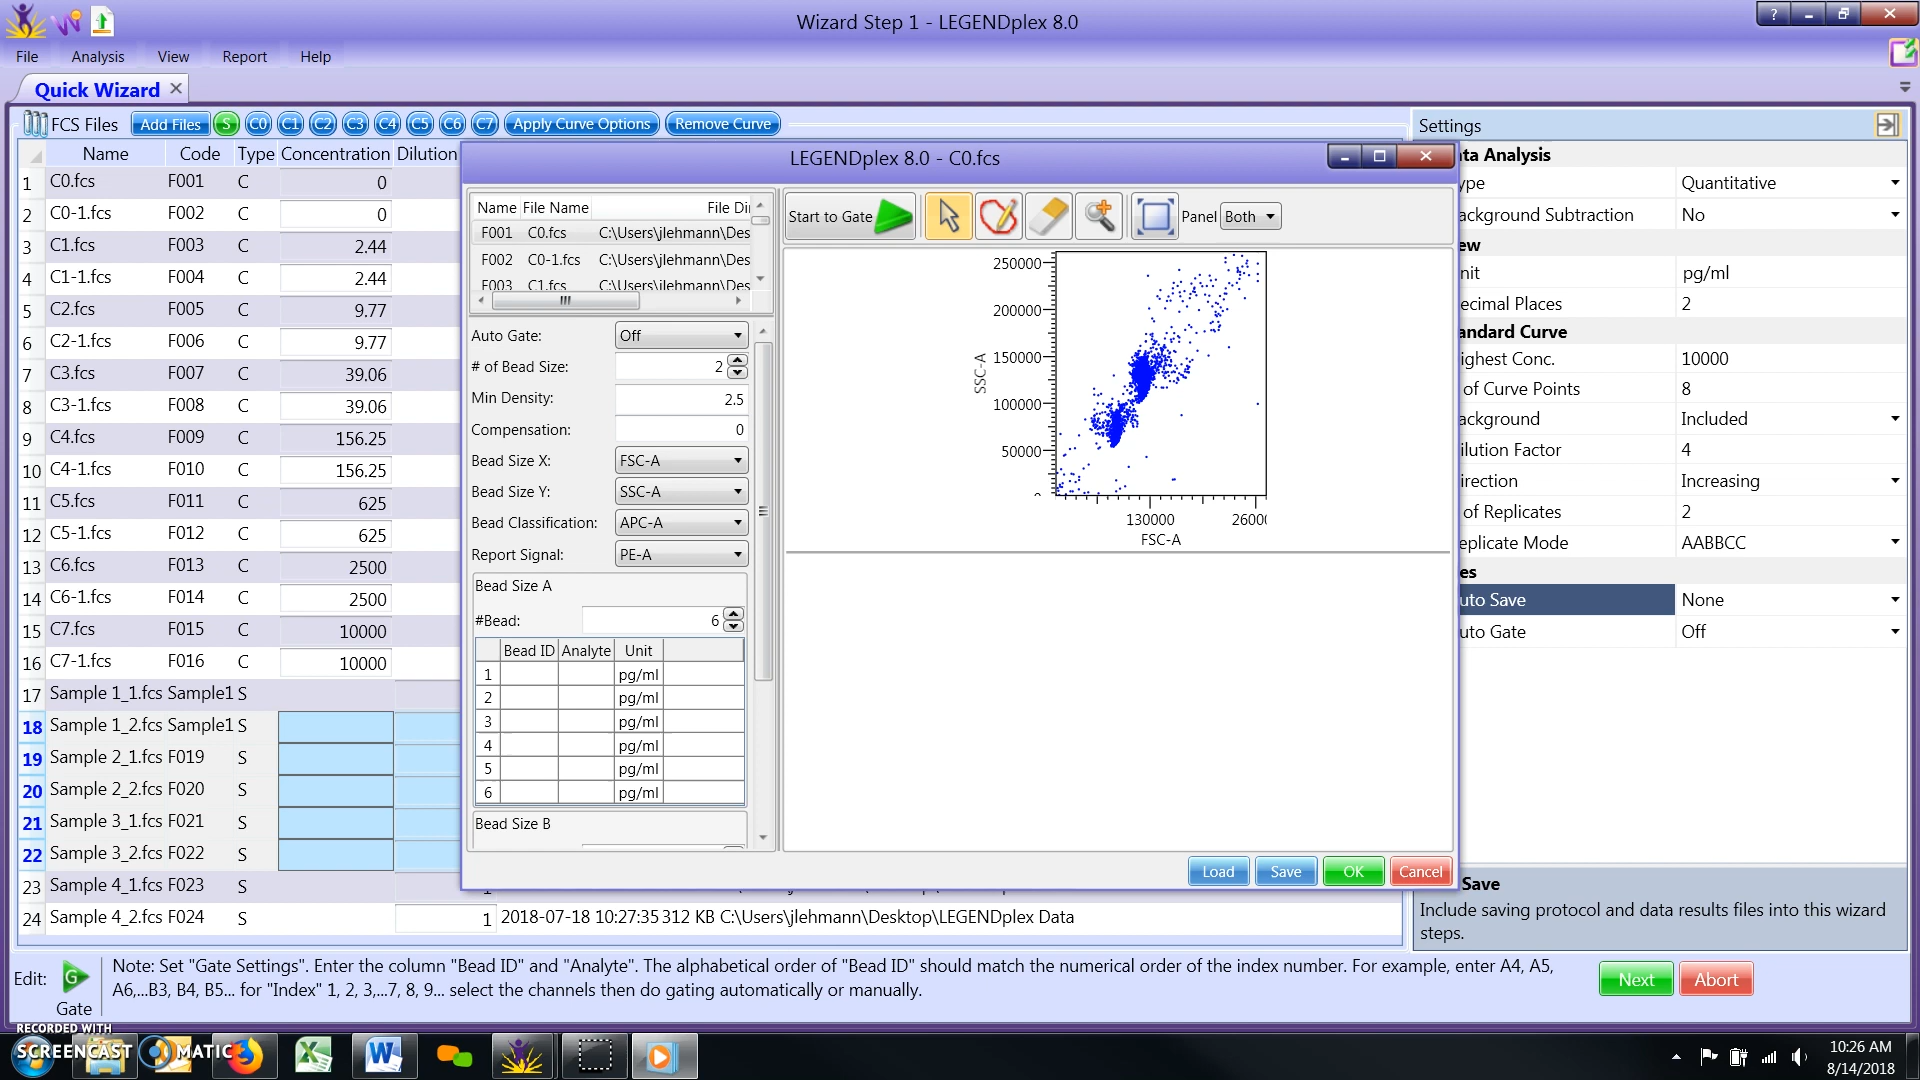 Wizard Step 1 - LEGENDplex 8.0
File Analysis View Report Help
Quick Wizard
FCS Files Add Files S C0 C1 C2 C3 C4 C5 C6 C7 Apply Curve Options Remove Curve
Name Code Type Concentration Dilution
1 C0.fcs F001 C 0
2 C0-1.fcs F002 C 0
3 C1.fcs F003 C 2.44
4 C1-1.fcs F004 C 2.44
5 C2.fcs F005 C 9.77
6 C2-1.fcs F006 C 9.77
7 C3.fcs F007 C 39.06
8 C3-1.fcs F008 C 39.06
9 C4.fcs F009 C 156.25
10 C4-1.fcs F010 C 156.25
11 C5.fcs F011 C 625
12 C5-1.fcs F012 C 625
13 C6.fcs F013 C 2500
14 C6-1.fcs F014 C 2500
15 C7.fcs F015 C 10000
16 C7-1.fcs F016 C 10000
17 Sample 1_1.fcs Sample1 S
18 Sample 1_2.fcs Sample1 S
19 Sample 2_1.fcs F019 S
20 Sample 2_2.fcs F020 S
21 Sample 3_1.fcs F021 S
22 Sample 3_2.fcs F022 S
23 Sample 4_1.fcs F023 S
24 Sample 4_2.fcs F024 S 1 2018-07-18 10:27:35 312 KB C:\Users\jlehmann\Desktop\LEGENDplex Data
LEGENDplex 8.0 - C0.fcs
Name File Name File Dir
F001 C0.fcs C:\Users\jlehmann\Des
F002 C0-1.fcs C:\Users\jlehmann\Des
F003 C1.fcs C:\Users\jlehmann\Des
Start to Gate Panel Both
Auto Gate: Off
# of Bead Size: 2
Min Density: 2.5
Compensation: 0
Bead Size X: FSC-A
Bead Size Y: SSC-A
Bead Classification: APC-A
Report Signal: PE-A
Bead Size A
#Bead: 6
Bead ID Analyte Unit
1 pg/ml
2 pg/ml
3 pg/ml
4 pg/ml
5 pg/ml
6 pg/ml
Bead Size B
250000
200000
150000
100000
50000
SSC-A
130000 26000
FSC-A
Load Save OK Cancel
Settings
ta Analysis
ype Quantitative
ackground Subtraction No
ew
nit pg/ml
ecimal Places 2
andard Curve
ighest Conc. 10000
of Curve Points 8
ackground Included
ilution Factor 4
irection Increasing
of Replicates 2
eplicate Mode AABBCC
es
uto Save None
uto Gate Off
Save
Include saving protocol and data results files into this wizard
steps.
Edit: G Gate
Note: Set "Gate Settings". Enter the column "Bead ID" and "Analyte". The alphabetical order of "Bead ID" should match the numerical order of the index number. For example, enter A4, A5,
A6,...B3, B4, B5... for "Index" 1, 2, 3,...7, 8, 9... select the channels then do gating automatically or manually.
Next Abort
RECORDED WITH
SCREENCAST MATIC
10:26 AM
8/14/2018